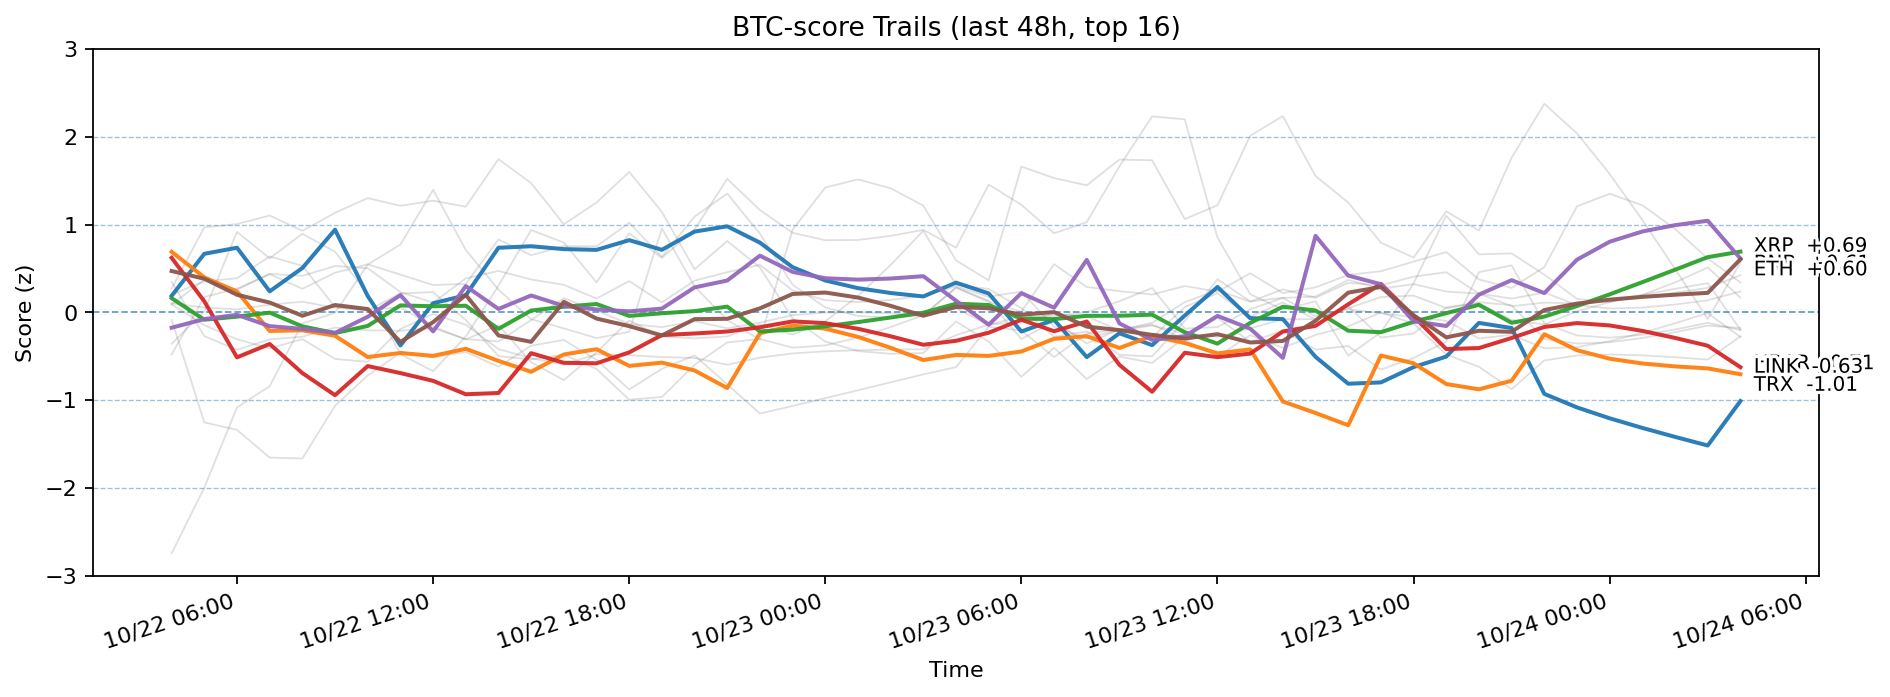 BTC-score Trails (last 48h, top 16)
Score (z)
3
2
1
0
−1
−2
−3
XRP +0.69
ETH +0.60
LINK -0.63
TRX -1.01
10/22 06:00
10/22 12:00
10/22 18:00
10/23 00:00
10/23 06:00
10/23 12:00
10/23 18:00
10/24 00:00
10/24 06:00
Time